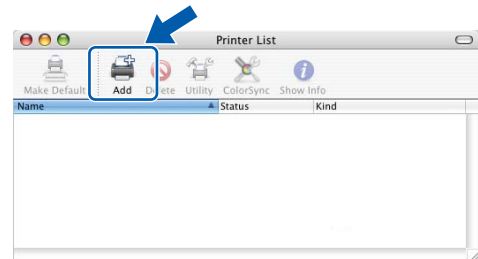 Printer List
Make Default Add Delete Utility ColorSync Show Info
Name Status Kind